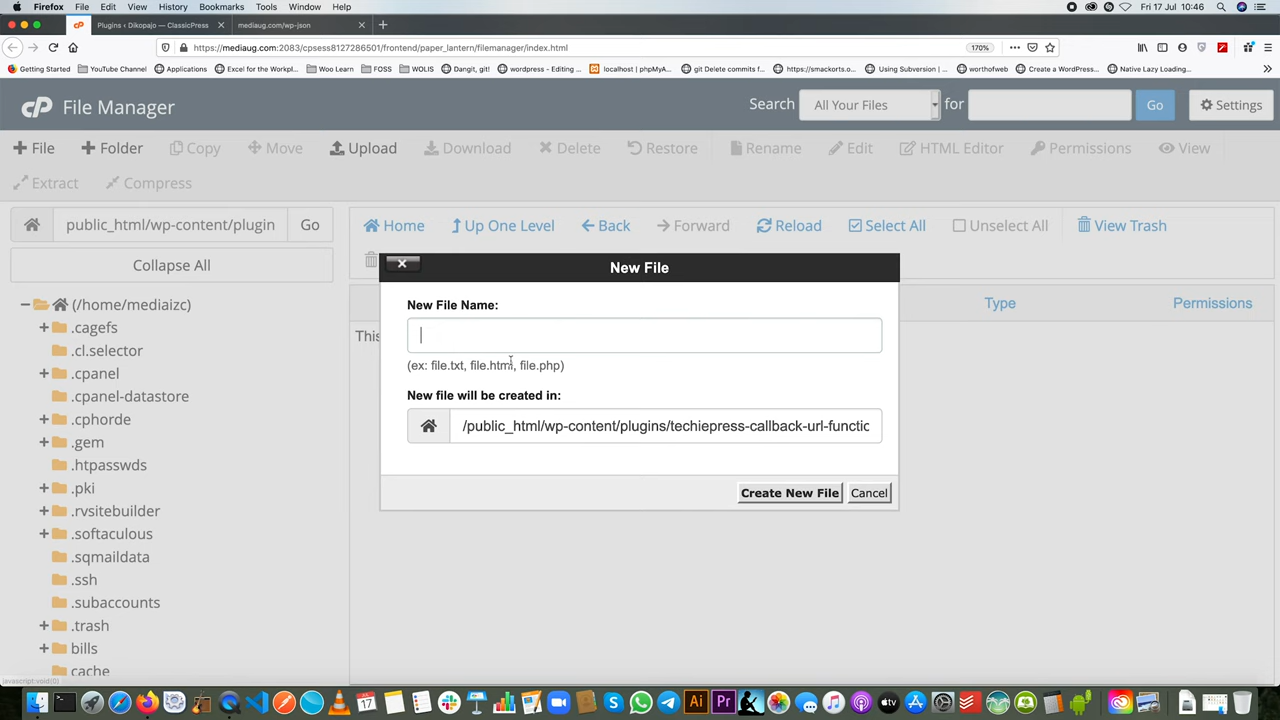 Firefox File Edit View History Bookmarks Tools Window Help Fri 17 Jul 10:46
Plugins ‹ Dikopajo — ClassicPress mediaug.com/wp-json
https://mediaug.com:2083/cpsess8127286501/frontend/paper_lantern/filemanager/index.html 170%
Getting Started YouTube Channel Applications Excel for the Workpl... Woo Learn FOSS WOLIS Dangit, git! wordpress - Editing ... localhost | phpMyA... git Delete commits f... https://smackorts.o... Using Subversion | ... worthofweb Create a WordPress... Native Lazy Loading...
cP File Manager Search All Your Files for Go Settings
File Folder Copy Move Upload Download Delete Restore Rename Edit HTML Editor Permissions View
Extract Compress
public_html/wp-content/plugin Go Home Up One Level Back Forward Reload Select All Unselect All View Trash
Collapse All
New File
Type Permissions
This
New File Name:
(ex: file.txt, file.html, file.php)
New file will be created in:
/public_html/wp-content/plugins/techiepress-callback-url-functic
Create New File Cancel
(/home/mediaizc)
.cagefs
.cl.selector
.cpanel
.cpanel-datastore
.cphorde
.gem
.htpasswds
.pki
.rvsitebuilder
.softaculous
.sqmaildata
.ssh
.subaccounts
.trash
bills
cache
javascript:void(0)